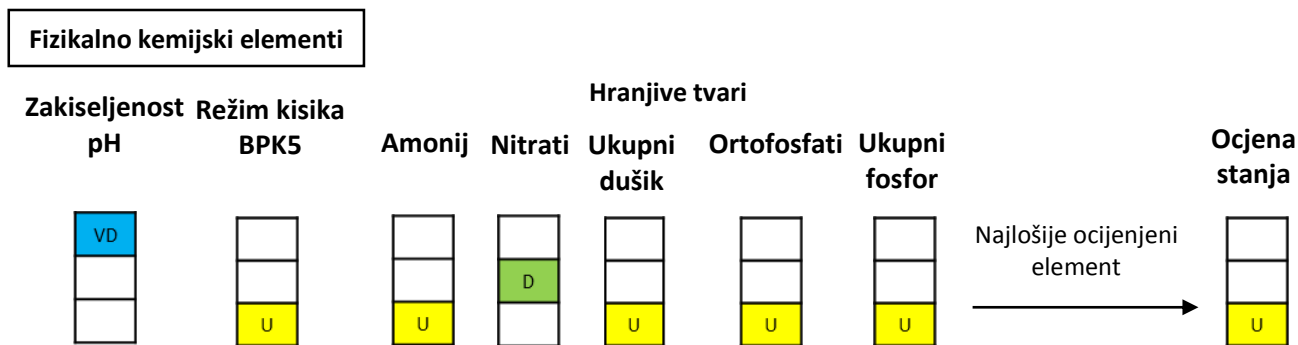 Fizikalno kemijski elementi
Hranjive tvari
Zakiseljenost
pH
Režim kisika
BPK5
Amonij
Nitrati
Ukupni
dušik
Ortofosfati
Ukupni
fosfor
Ocjena
stanja
VD
U
U
D
U
U
U
Najlošije ocijenjeni
element
U